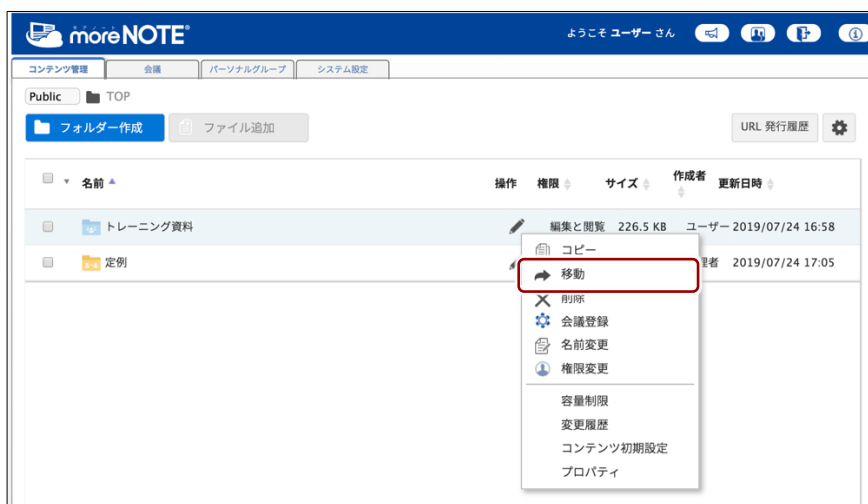 モアノート
moreNOTE®
ようこそ ユーザー さん
コンテンツ管理 会議 パーソナルグループ システム設定
Public TOP
フォルダー作成 ファイル追加 URL 発行履歴
名前 操作 権限 サイズ 作成者 更新日時
トレーニング資料 編集と閲覧 226.5 KB ユーザー 2019/07/24 16:58
定例 理者 2019/07/24 17:05
コピー
移動
削除
会議登録
名前変更
権限変更
容量制限
変更履歴
コンテンツ初期設定
プロパティ